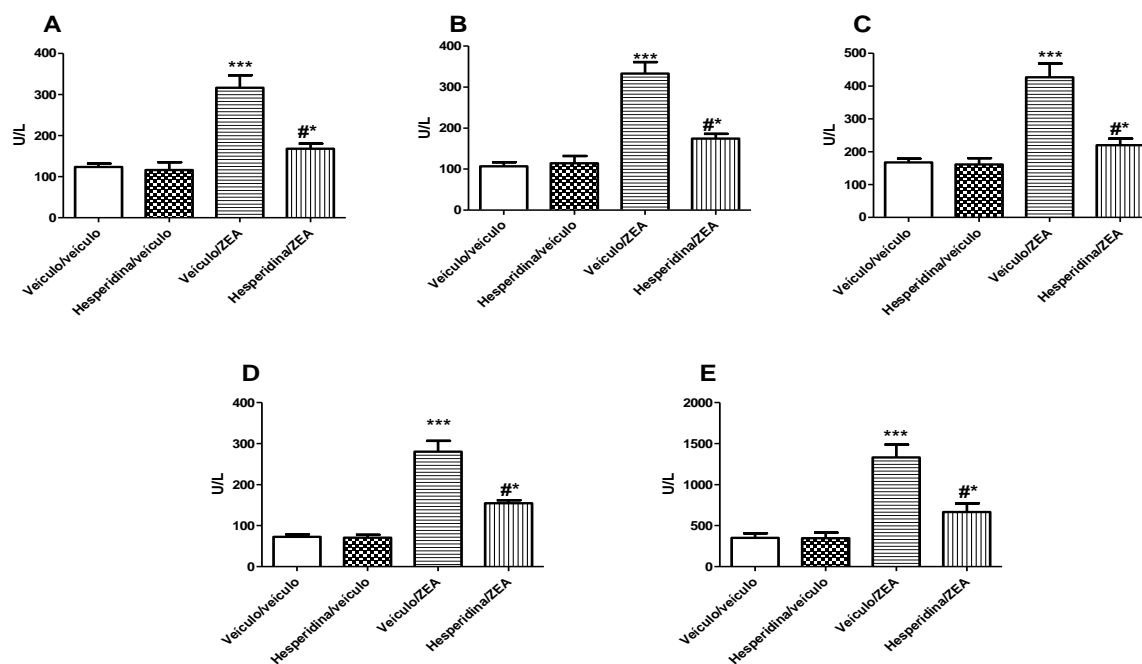 A
U/L
400
300
200
100
0
***
#*
Veículo/veículo
Hesperidina/veículo
Veículo/ZEA
Hesperidina/ZEA
B
U/L
400
300
200
100
0
***
#*
Veículo/veículo
Hesperidina/veículo
Veículo/ZEA
Hesperidina/ZEA
C
U/L
500
400
300
200
100
0
***
#*
Veículo/veículo
Hesperidina/veículo
Veículo/ZEA
Hesperidina/ZEA
D
U/L
400
300
200
100
0
***
#*
Veículo/veículo
Hesperidina/veículo
Veículo/ZEA
Hesperidina/ZEA
E
U/L
2000
1500
1000
500
0
***
#*
Veículo/veículo
Hesperidina/veículo
Veículo/ZEA
Hesperidina/ZEA